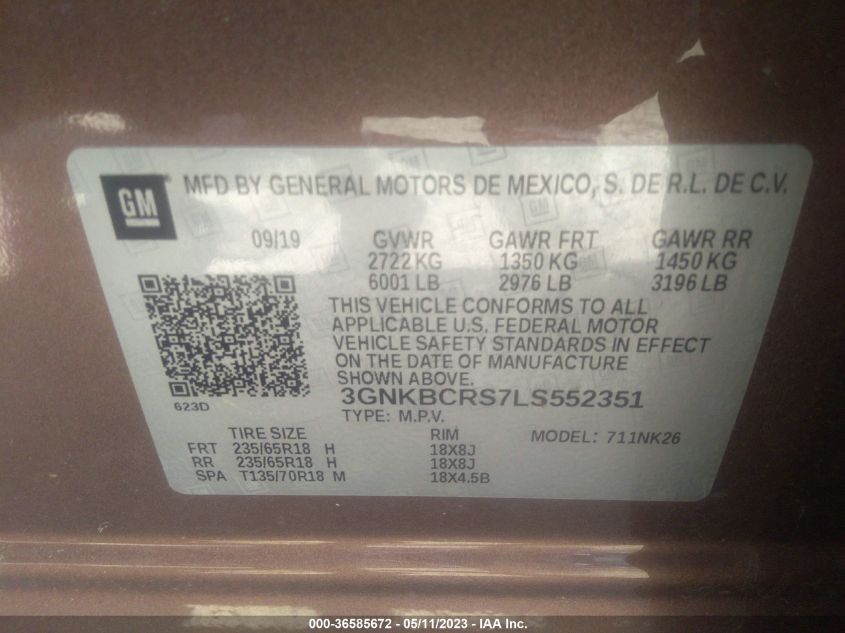 GM
MFD BY GENERAL MOTORS DE MEXICO, S. DE R.L. DE C.V.
09/19 GVWR GAWR FRT GAWR RR
2722 KG 1350 KG 1450 KG
6001 LB 2976 LB 3196 LB
THIS VEHICLE CONFORMS TO ALL
APPLICABLE U.S. FEDERAL MOTOR
VEHICLE SAFETY STANDARDS IN EFFECT
ON THE DATE OF MANUFACTURE
SHOWN ABOVE.
3GNKBCRS7LS552351
623D
TYPE: M.P.V.
TIRE SIZE RIM MODEL: 711NK26
FRT 235/65R18 H 18X8J
RR 235/65R18 H 18X8J
SPA T135/70R18 M 18X4.5B
000-36585672 - 05/11/2023 - IAA Inc.